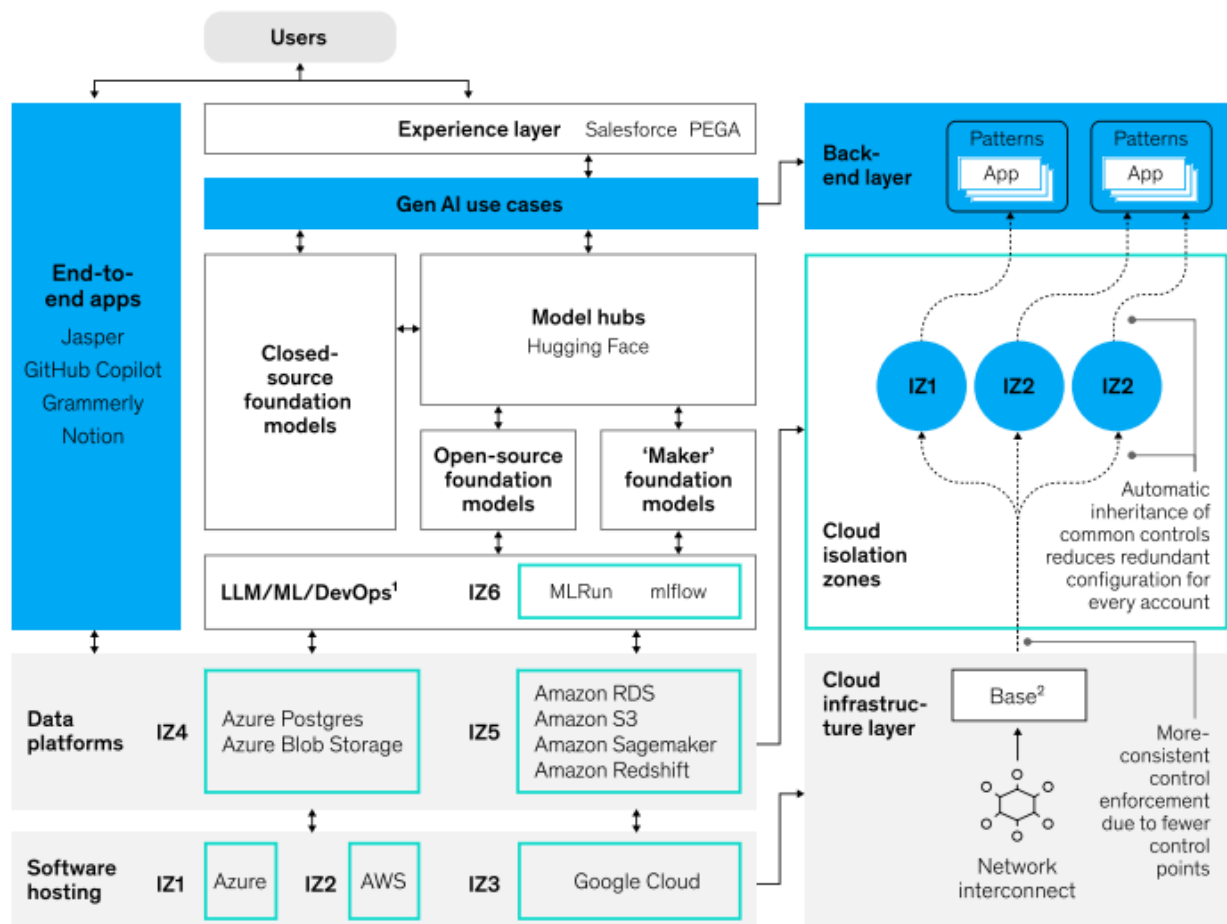 Users
Experience layer Salesforce PEGA
Gen AI use cases
End-to-
end apps
Jasper
GitHub Copilot
Grammerly
Notion
Closed-
source
foundation
models
Model hubs
Hugging Face
Open-source
foundation
models
‘Maker’
foundation
models
LLM/ML/DevOps¹
IZ6
MLRun mlflow
Data
platforms
IZ4
Azure Postgres
Azure Blob Storage
IZ5
Amazon RDS
Amazon S3
Amazon Sagemaker
Amazon Redshift
Software
hosting
IZ1
Azure
IZ2
AWS
IZ3
Google Cloud
Back-
end layer
Patterns
App
Patterns
App
IZ1
IZ2
IZ2
Cloud
isolation
zones
Automatic
inheritance of
common controls
reduces redundant
configuration for
every account
Cloud
infrastruc-
ture layer
Base²
Network
interconnect
More-
consistent
control
enforcement
due to fewer
control
points